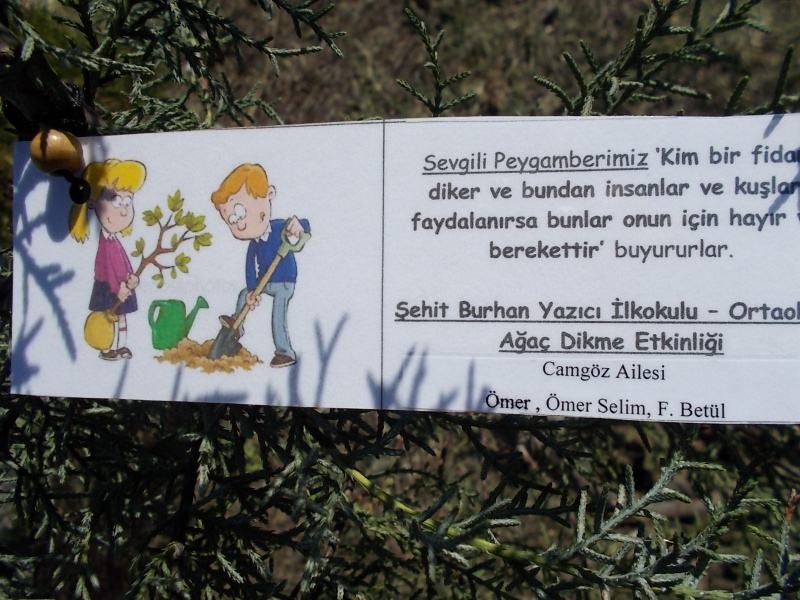 Sevgili Peygamberimiz 'Kim bir fidan
diker ve bundan insanlar ve kuşlar
faydalanırsa bunlar onun için hayır
berekettir' buyururlar.
Şehit Burhan Yazıcı İlkokulu - Ortaok
Ağaç Dikme Etkinliği
Camgöz Ailesi
Ömer , Ömer Selim, F. Betül